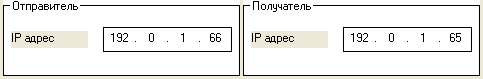 Отправитель
IP адрес 192 . 0 . 1 . 66
Получатель
IP адрес 192 . 0 . 1 . 65